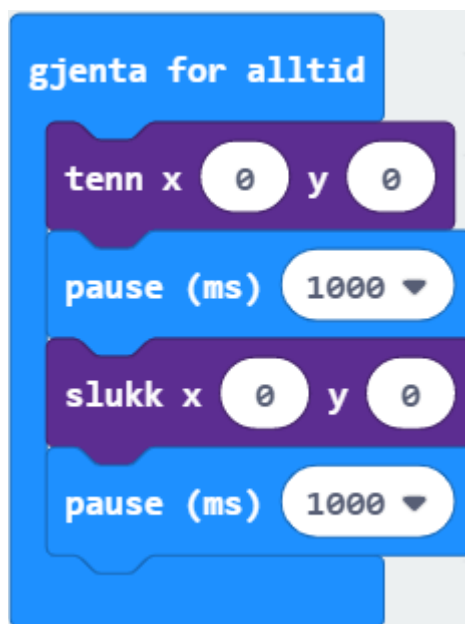 gjenta for alltid
tenn x 0 y 0
pause (ms) 1000
slukk x 0 y 0
pause (ms) 1000